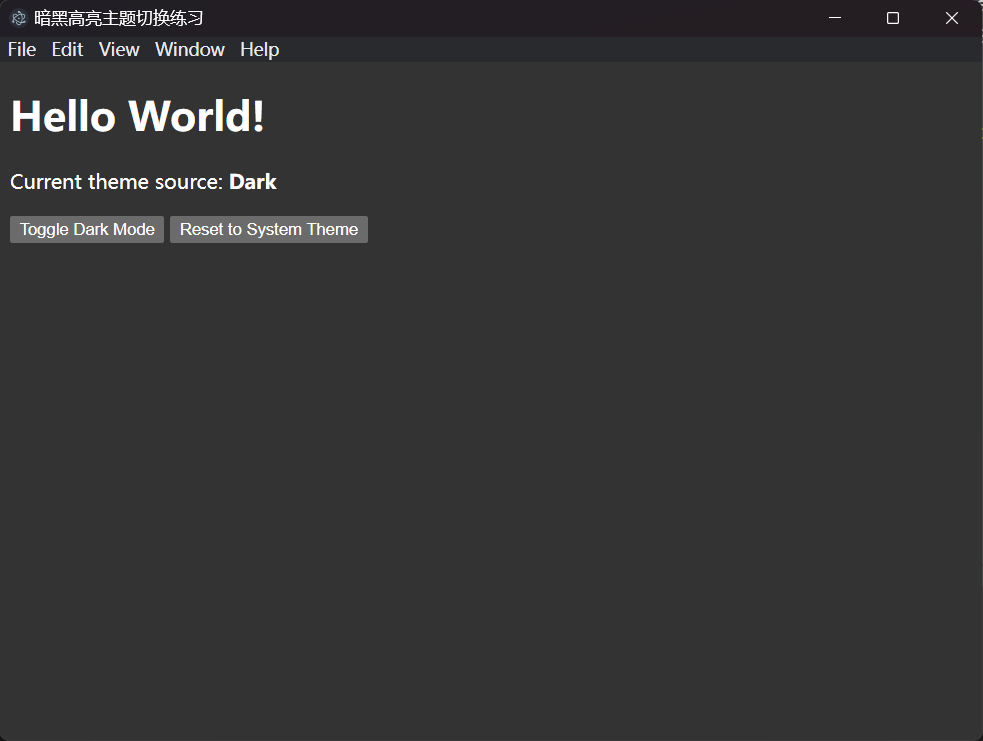 暗黑高亮主题切换练习
File Edit View Window Help
Hello World!
Current theme source: Dark
Toggle Dark Mode Reset to System Theme